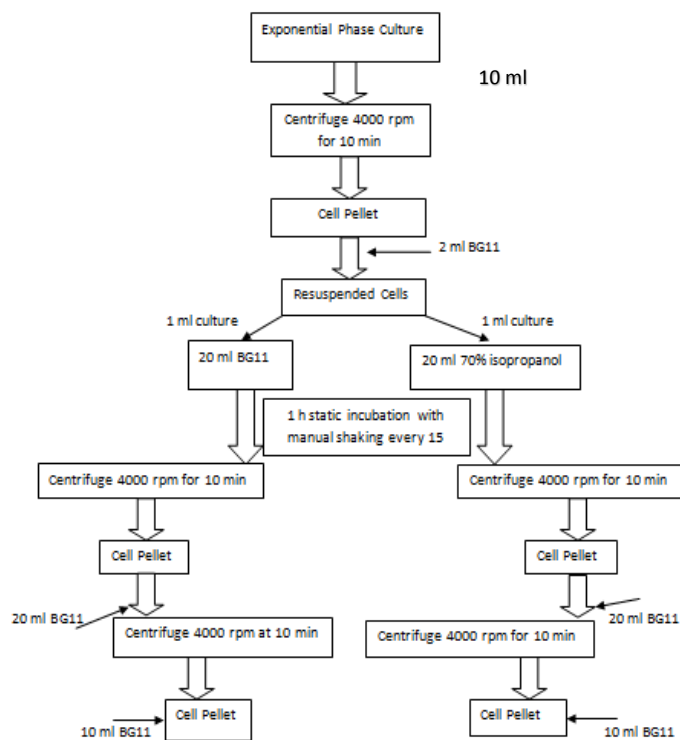 Exponential Phase Culture
10 ml
Centrifuge 4000 rpm
for 10 min
Cell Pellet
2 ml BG11
Resuspended Cells
1 ml culture
1 ml culture
20 ml BG11
20 ml 70% isopropanol
1 h static incubation with
manual shaking every 15
Centrifuge 4000 rpm for 10 min
Centrifuge 4000 rpm for 10 min
Cell Pellet
Cell Pellet
20 ml BG11
20 ml BG11
Centrifuge 4000 rpm at 10 min
Centrifuge 4000 rpm for 10 min
Cell Pellet
Cell Pellet
10 ml BG11
10 ml BG11